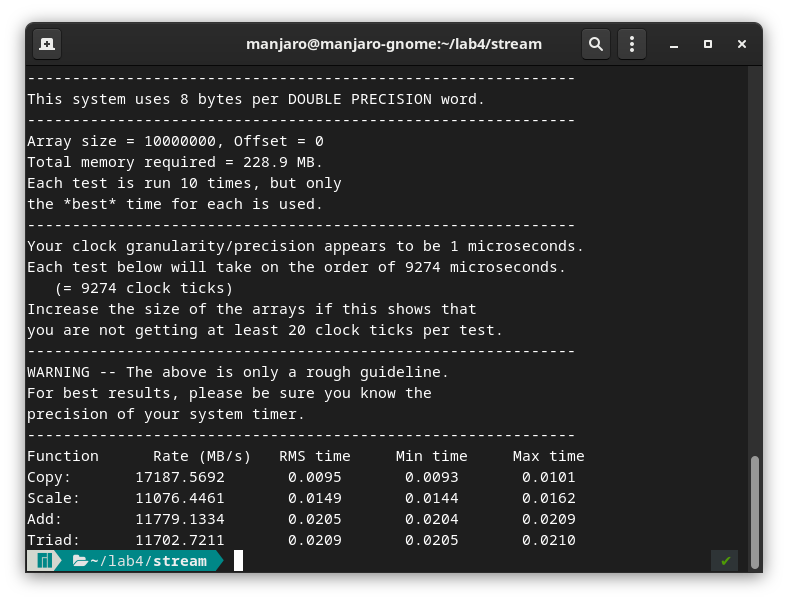 manjaro@manjaro-gnome:~/lab4/stream
-------------------------------------------------------------
This system uses 8 bytes per DOUBLE PRECISION word.
-------------------------------------------------------------
Array size = 10000000, Offset = 0
Total memory required = 228.9 MB.
Each test is run 10 times, but only
the *best* time for each is used.
-------------------------------------------------------------
Your clock granularity/precision appears to be 1 microseconds.
Each test below will take on the order of 9274 microseconds.
   (= 9274 clock ticks)
Increase the size of the arrays if this shows that
you are not getting at least 20 clock ticks per test.
-------------------------------------------------------------
WARNING -- The above is only a rough guideline.
For best results, please be sure you know the
precision of your system timer.
-------------------------------------------------------------
Function      Rate (MB/s)   RMS time     Min time     Max time
Copy:       17187.5692       0.0095       0.0093       0.0101
Scale:      11076.4461       0.0149       0.0144       0.0162
Add:        11779.1334       0.0205       0.0204       0.0209
Triad:      11702.7211       0.0209       0.0205       0.0210
~/lab4/stream